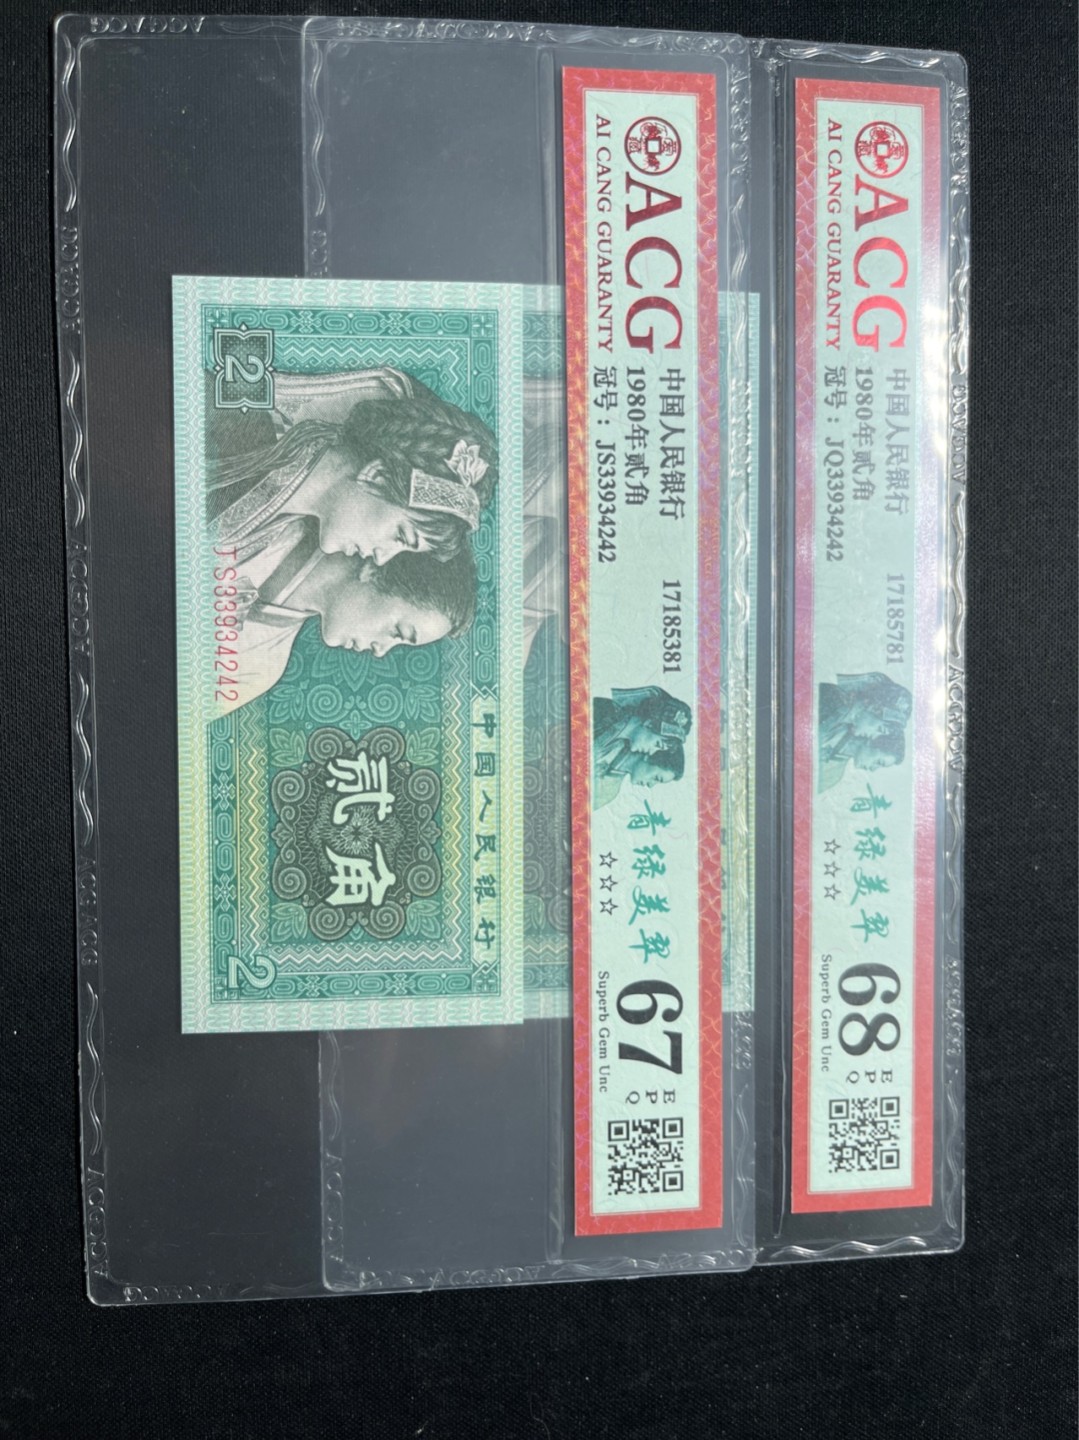 ACG
AI CANG GUARANTY
中国人民银行 17185781
1980年贰角
冠号：JQ33934242
青绿美翠
☆☆☆
68
EPQ
Superb Gem Unc
ACG
AI CANG GUARANTY
中国人民银行 17185381
1980年贰角
冠号：JS33934242
青绿美翠
☆☆☆
67
EPQ
Superb Gem Unc
中国人民银行
贰角
2
2
JS33934242